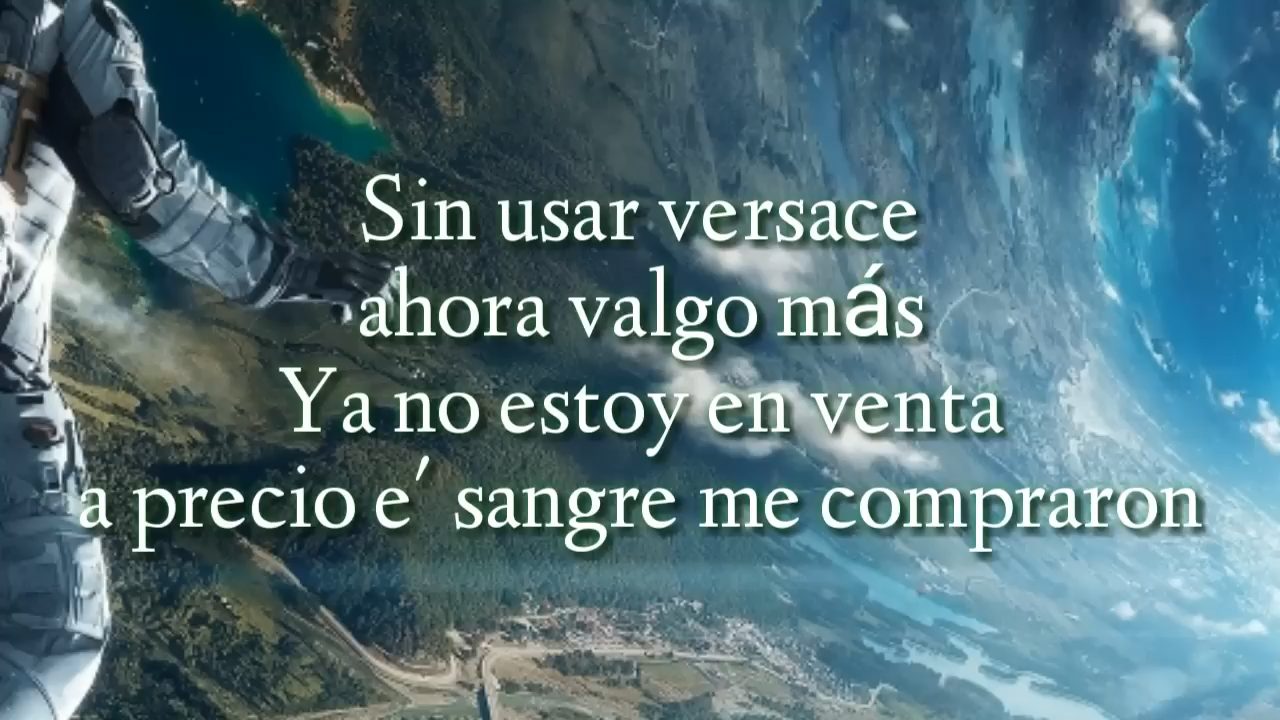 Sin usar versace
ahora valgo más
Ya no estoy en venta
a precio e´ sangre me compraron